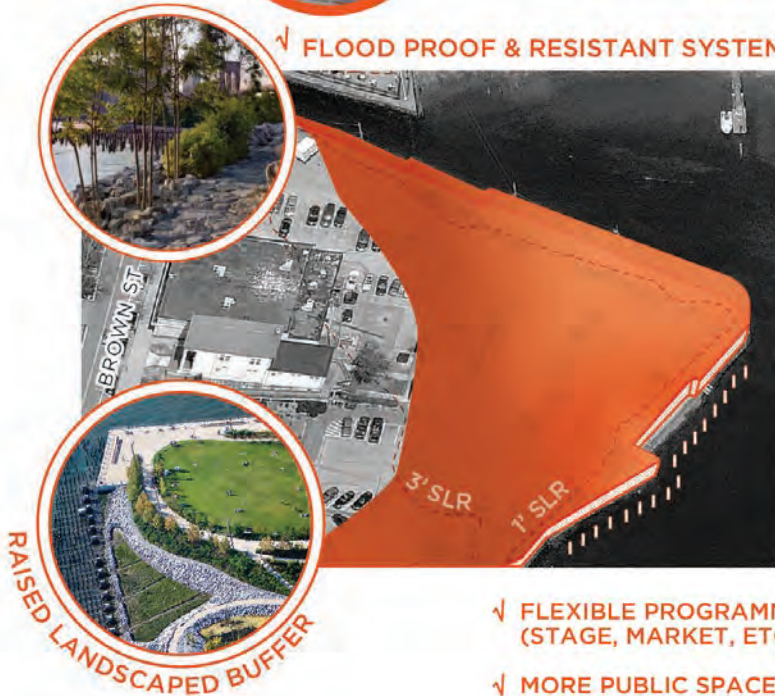 √ FLOOD PROOF & RESISTANT SYSTEM
BROWN ST
3' SLR
1' SLR
RAISED LANDSCAPED BUFFER
√ FLEXIBLE PROGRAMM
(STAGE, MARKET, ETC
√ MORE PUBLIC SPACE